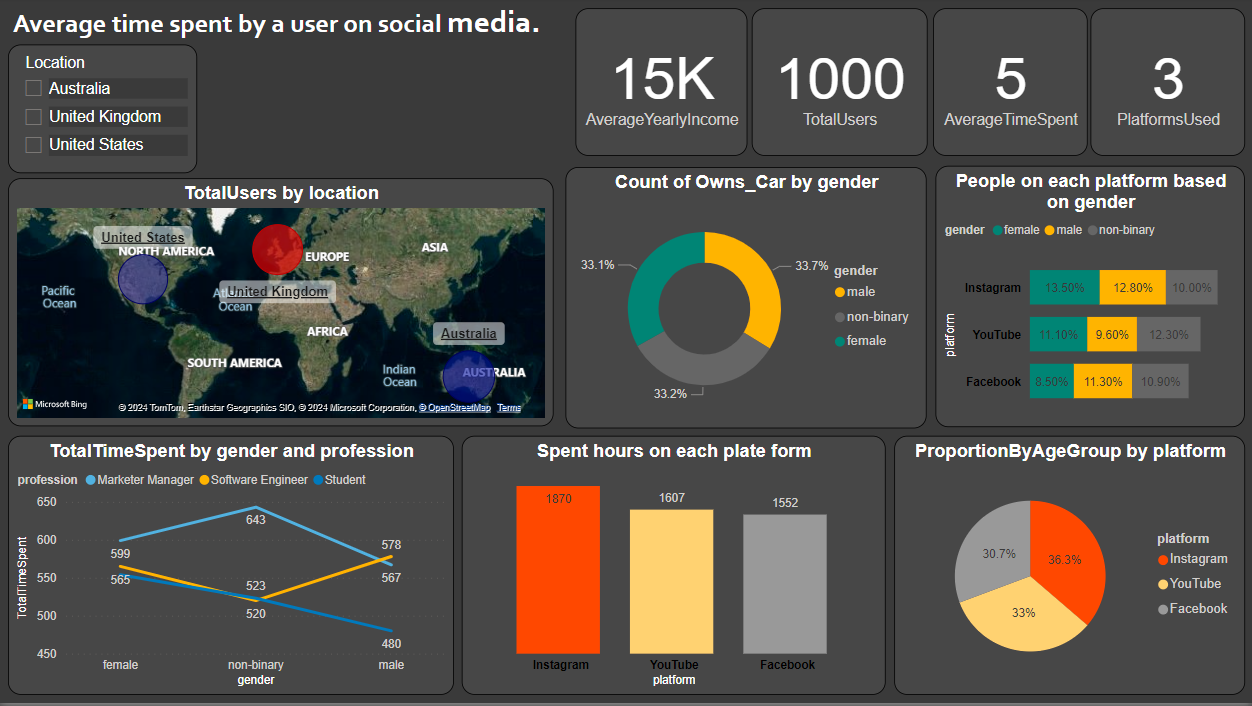 Average time spent by a user on social media.
Location
Australia
United Kingdom
United States
15K
AverageYearlyIncome
1000
TotalUsers
5
AverageTimeSpent
3
PlatformsUsed
TotalUsers by location
United States
NORTH AMERICA
EUROPE
ASIA
Pacific
Ocean
United Kingdom
Ocean
AFRICA
Australia
SOUTH AMERICA
Indian
Ocean
AUSTRALIA
Microsoft Bing
© 2024 TomTom, Earthstar Geographics SIO, © 2024 Microsoft Corporation, © OpenStreetMap Terms
Count of Owns_Car by gender
33.1%
33.7%
33.2%
gender
male
non-binary
female
People on each platform based
on gender
gender female male non-binary
platform
Instagram 13.50% 12.80% 10.00%
YouTube 11.10% 9.60% 12.30%
Facebook 8.50% 11.30% 10.90%
TotalTimeSpent by gender and profession
profession Marketer Manager Software Engineer Student
TotalTimeSpent
650
600
550
500
450
599
565
643
523
520
578
567
480
female non-binary male
gender
Spent hours on each plate form
1870
1607
1552
Instagram YouTube Facebook
platform
ProportionByAgeGroup by platform
30.7%
36.3%
33%
platform
Instagram
YouTube
Facebook